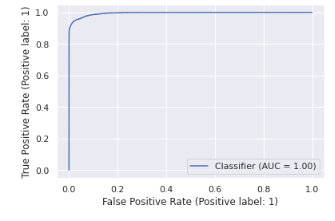 1.0
0.8
0.6
0.4
0.2
0.0
True Positive Rate (Positive label: 1)
Classifier (AUC = 1.00)
0.0 0.2 0.4 0.6 0.8 1.0
False Positive Rate (Positive label: 1)